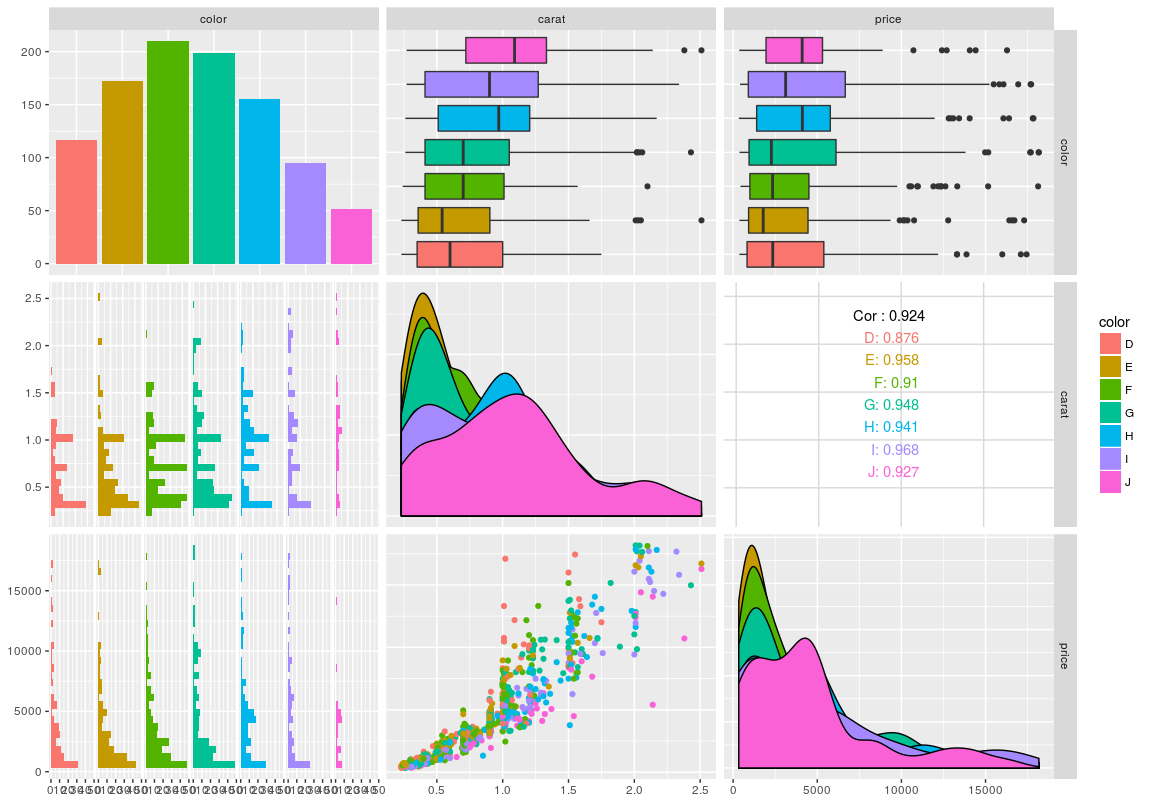 color carat price
200
150
100
50
0
color
2.5
2.0
1.5
1.0
0.5
Cor : 0.924
D: 0.876
E: 0.958
F: 0.91
G: 0.948
H: 0.941
I: 0.968
J: 0.927
carat
color
D
E
F
G
H
I
J
15000
10000
5000
0
price
0.5 1.0 1.5 2.0 2.5
0 5000 10000 15000